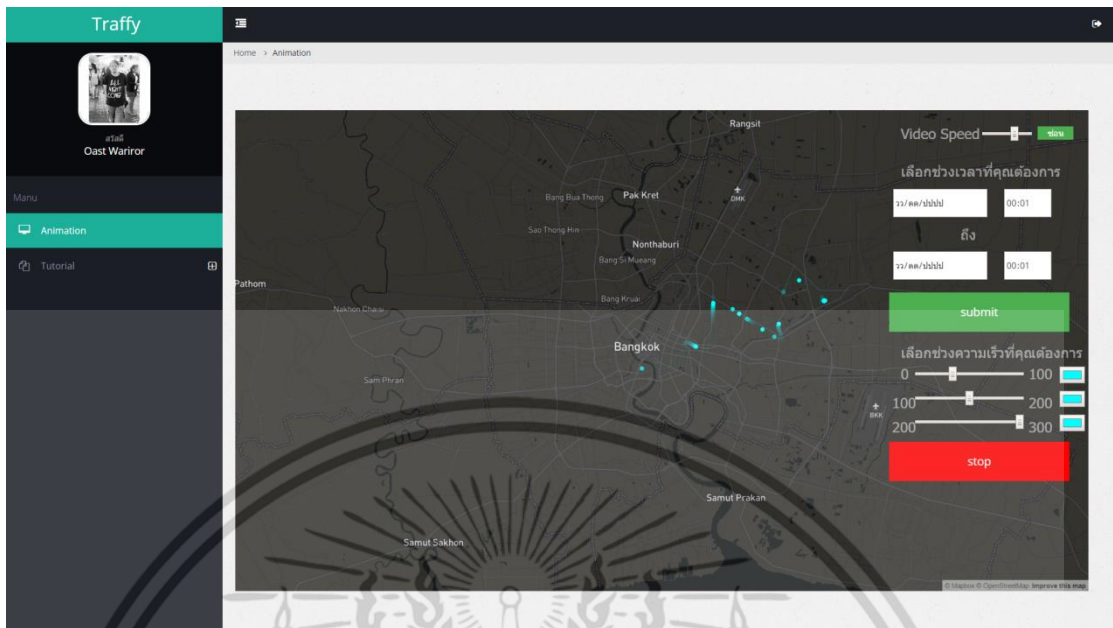 Traffy
สวัสดี
Oast Wariror
Manu
Animation
Tutorial
Home > Animation
Rangsit
Bang Bua Thong
Pak Kret
DMK
Sao Thong Hin
Nonthaburi
Bang Si Mueang
Pathom
Nakhon Chaisi
Bang Kruai
Bangkok
Sam Phran
BKK
Samut Prakan
Samut Sakhon
Video Speed
ซ่อน
เลือกช่วงเวลาที่คุณต้องการ
วว/ดด/ปปปป 00:01
ถึง
วว/ดด/ปปปป 00:01
submit
เลือกช่วงความเร็วที่คุณต้องการ
0 100
100 200
200 300
stop
© Mapbox © OpenStreetMap Improve this map